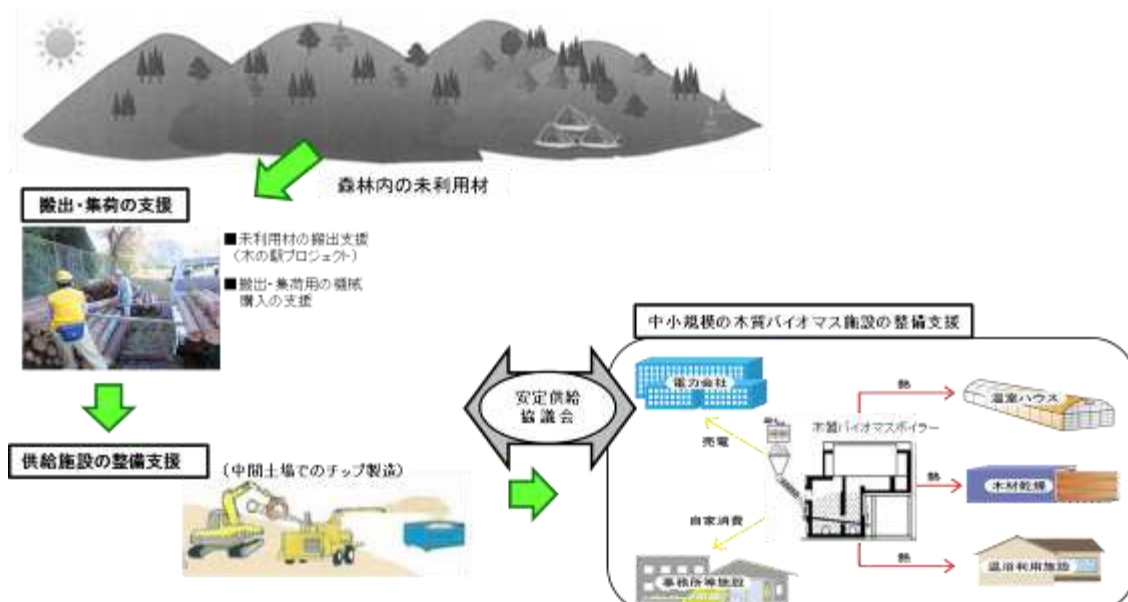 森林内の未利用材
搬出・集荷の支援
■未利用材の搬出支援
(木の駅プロジェクト)
■搬出・集荷用の機械
購入の支援
中小規模の木質バイオマス施設の整備支援
安定供給
協議会
電力会社
熱
温室ハウス
木質バイオマスボイラー
売電
供給施設の整備支援
(中間土場でのチップ製造)
熱
木材乾燥
自家消費
熱
事務所等施設
温浴利用施設